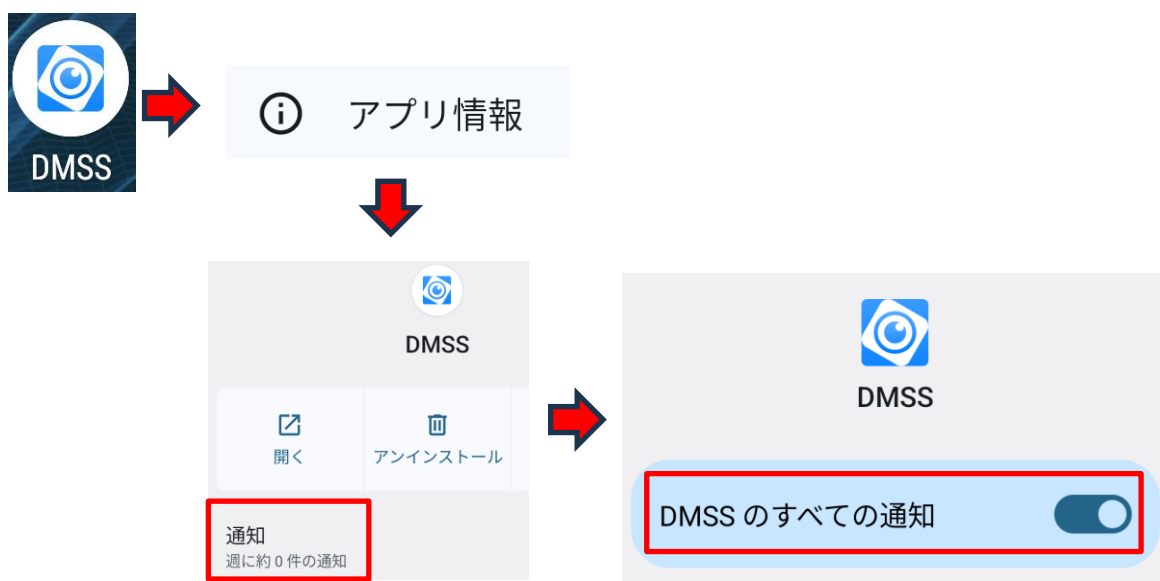 DMSS
アプリ情報
DMSS
開く
アンインストール
通知
週に約 0 件の通知
DMSS
DMSS のすべての通知